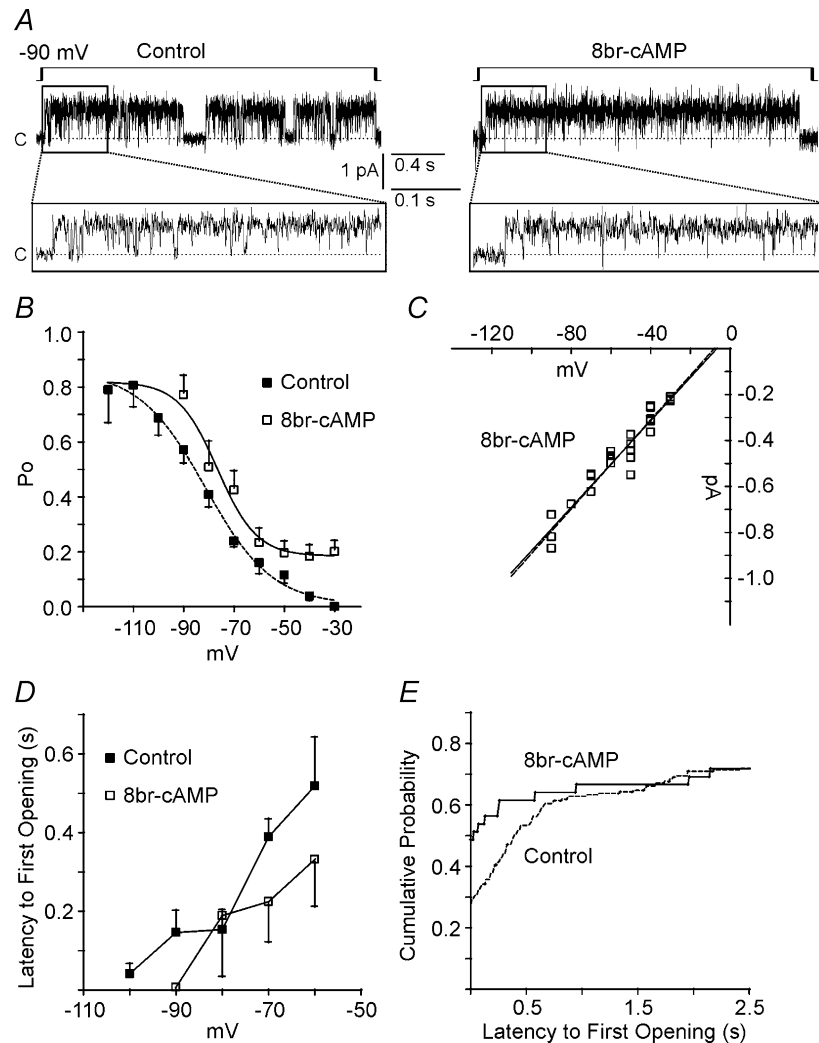 A
-90 mV
Control
8br-cAMP
C
1 pA
0.4 s
0.1 s
C
B
1.0
0.8
0.6
0.4
0.2
0.0
Po
Control
8br-cAMP
-110
-90
-70
-50
-30
mV
C
-120
-80
-40
0
mV
8br-cAMP
-0.2
-0.4
-0.6
-0.8
-1.0
pA
D
Latency to First Opening (s)
0.6
0.4
0.2
Control
8br-cAMP
-110
-90
-70
-50
mV
E
Cumulative Probability
0.8
0.6
0.4
0.2
8br-cAMP
Control
0.5
1.5
2.5
Latency to First Opening (s)